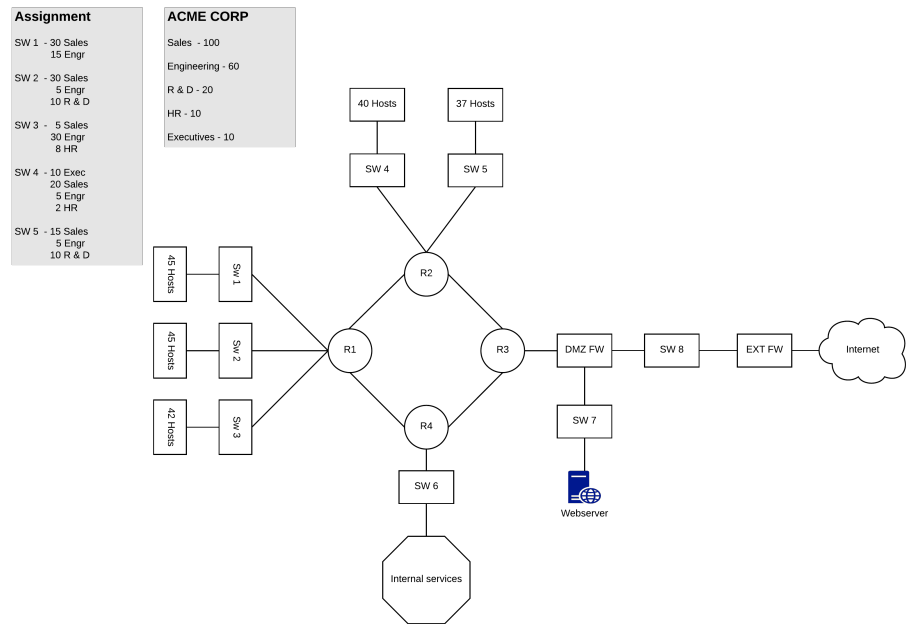 Assignment
SW 1 - 30 Sales
15 Engr
SW 2 - 30 Sales
5 Engr
10 R & D
SW 3 - 5 Sales
30 Engr
8 HR
SW 4 - 10 Exec
20 Sales
5 Engr
2 HR
SW 5 - 15 Sales
5 Engr
10 R & D
ACME CORP
Sales - 100
Engineering - 60
R & D - 20
HR - 10
Executives - 10
40 Hosts
37 Hosts
SW 4
SW 5
45 Hosts
Sw 1
R2
45 Hosts
Sw 2
R1
R3
DMZ FW
SW 8
EXT FW
Internet
42 Hosts
Sw 3
R4
SW 7
SW 6
Webserver
Internal services